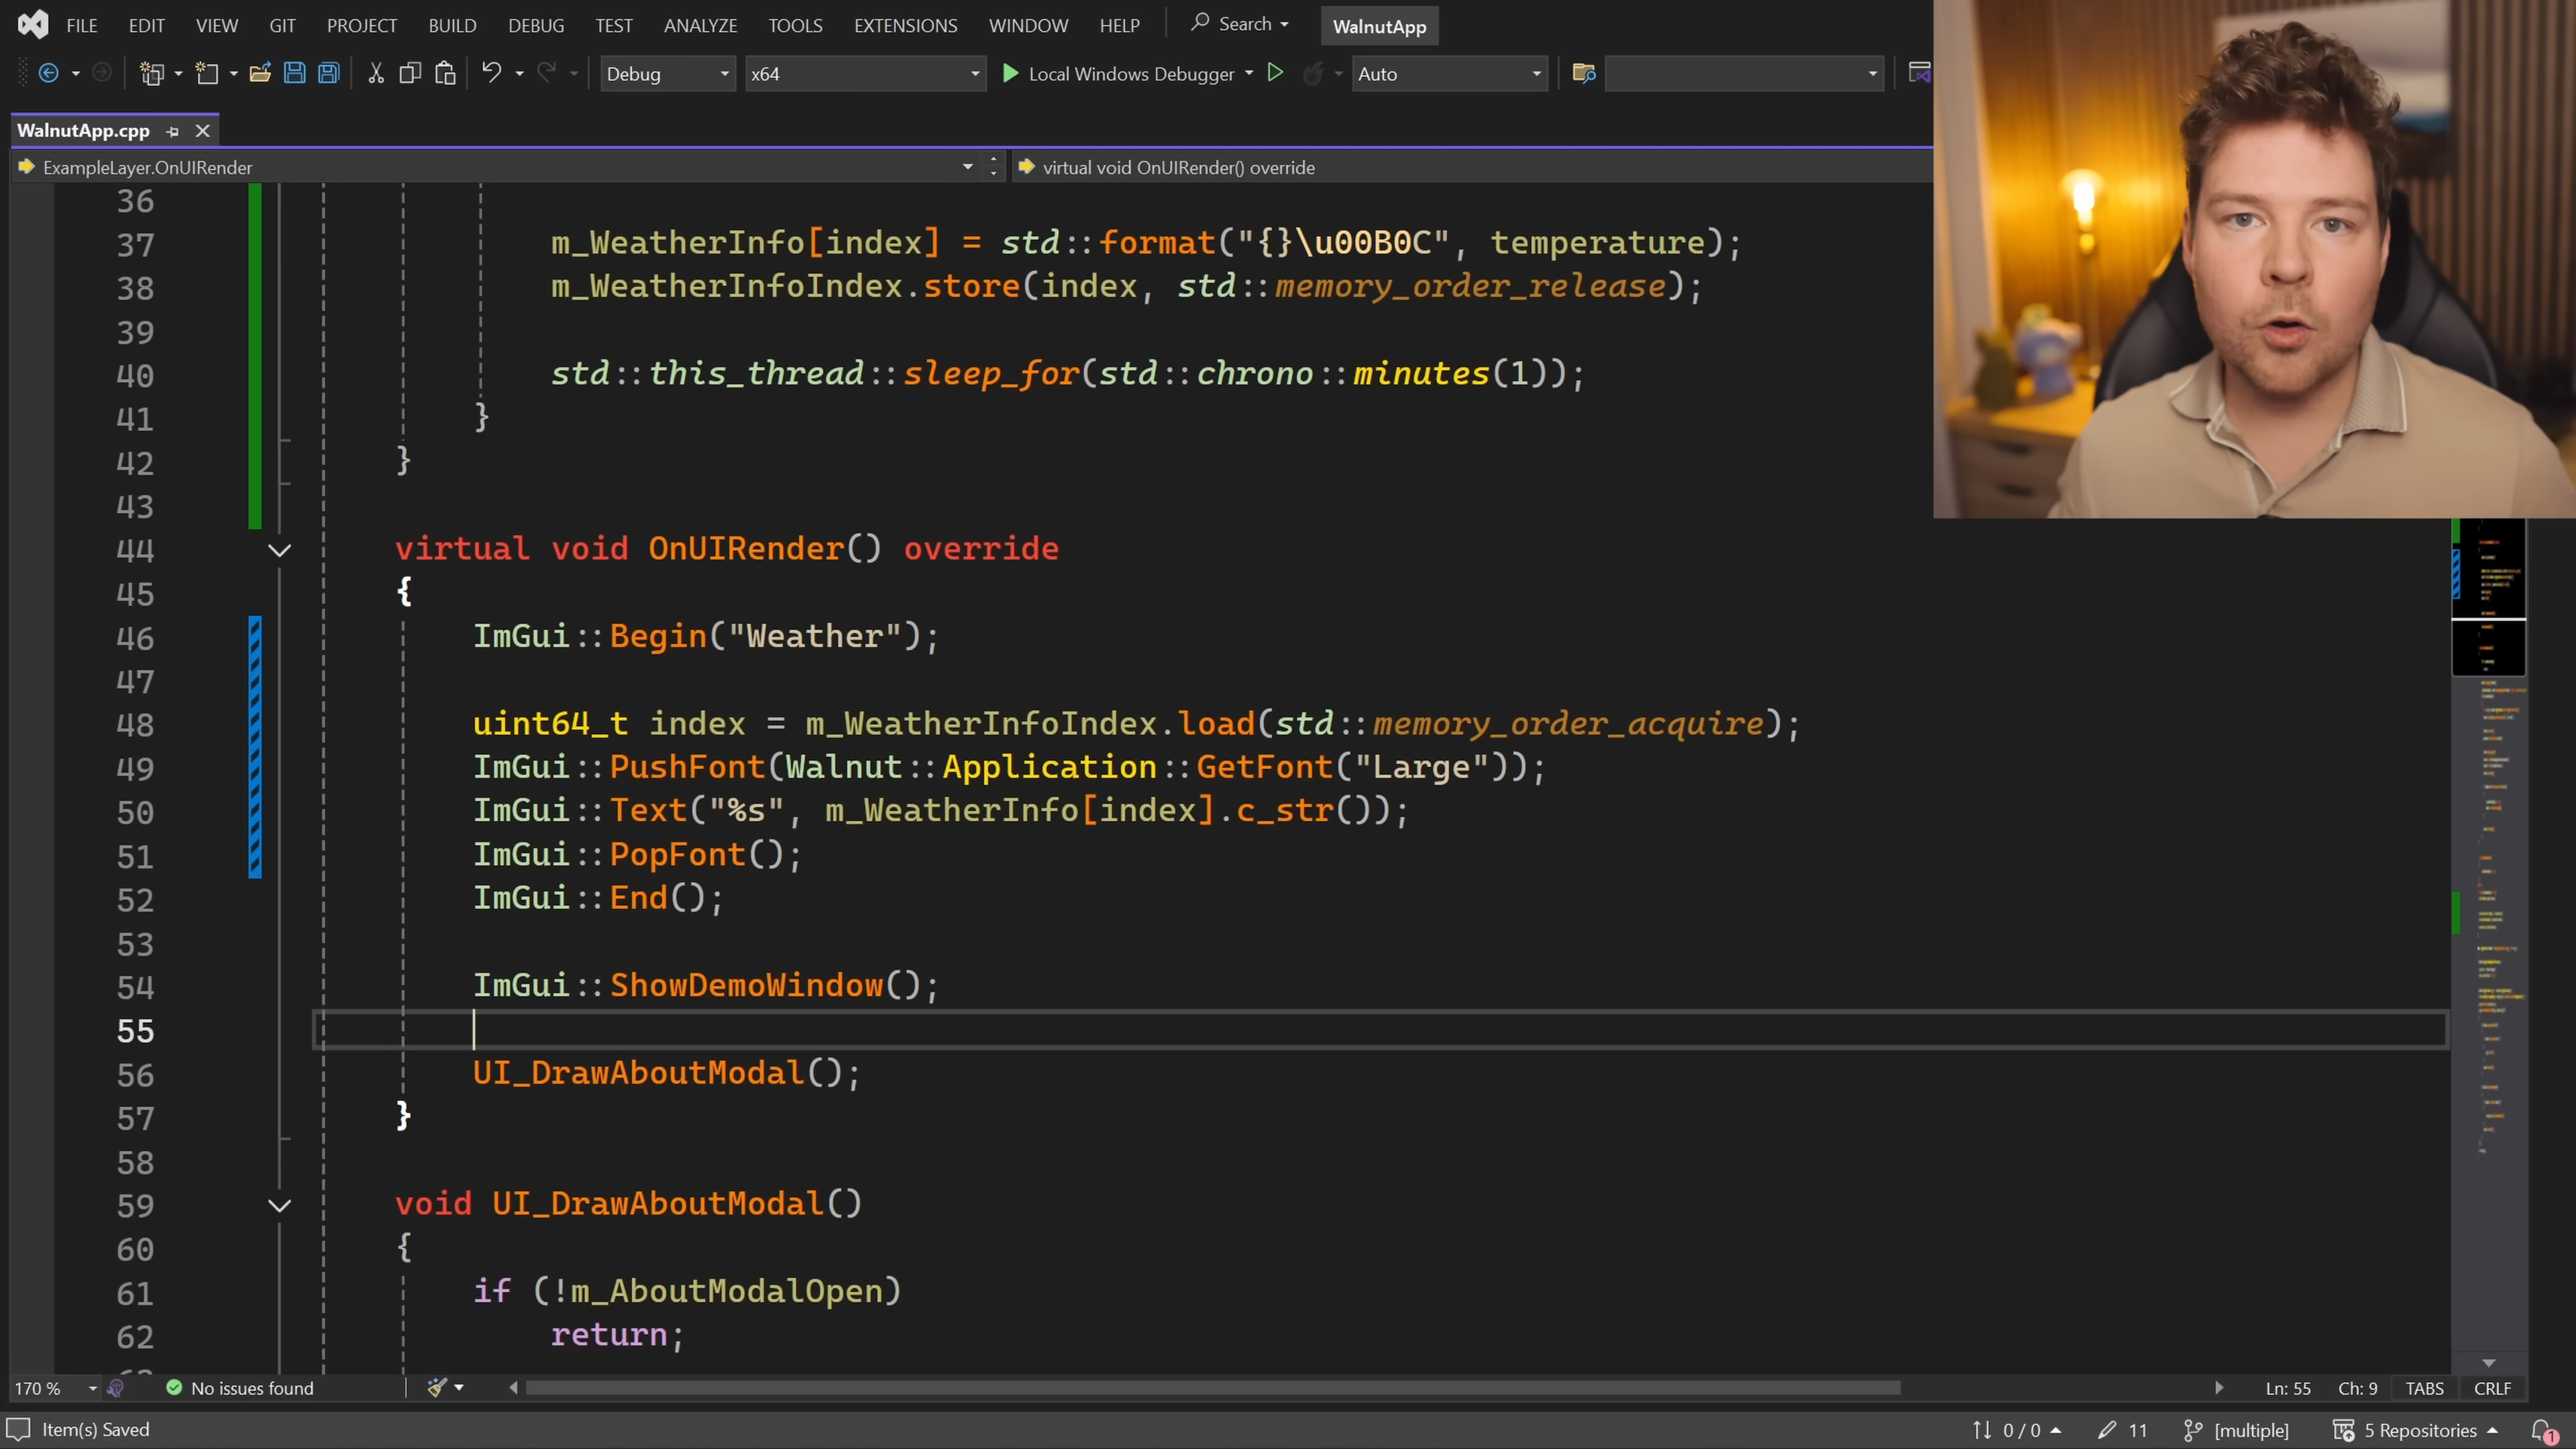 FILE EDIT VIEW GIT PROJECT BUILD DEBUG TEST ANALYZE TOOLS EXTENSIONS WINDOW HELP Search WalnutApp
Debug x64 Local Windows Debugger Auto
WalnutApp.cpp
ExampleLayer.OnUIRender virtual void OnUIRender() override
36
37 m_WeatherInfo[index] = std::format("{}\u00B0C", temperature);
38 m_WeatherInfoIndex.store(index, std::memory_order_release);
39
40 std::this_thread::sleep_for(std::chrono::minutes(1));
41 }
42 }
43
44 virtual void OnUIRender() override
45 {
46 ImGui::Begin("Weather");
47
48 uint64_t index = m_WeatherInfoIndex.load(std::memory_order_acquire);
49 ImGui::PushFont(Walnut::Application::GetFont("Large"));
50 ImGui::Text("%s", m_WeatherInfo[index].c_str());
51 ImGui::PopFont();
52 ImGui::End();
53
54 ImGui::ShowDemoWindow();
55
56 UI_DrawAboutModal();
57 }
58
59 void UI_DrawAboutModal()
60 {
61 if (!m_AboutModalOpen)
62 return;
170 % No issues found Ln: 55 Ch: 9 TABS CRLF
Item(s) Saved 0 / 0 11 [multiple] 5 Repositories 1